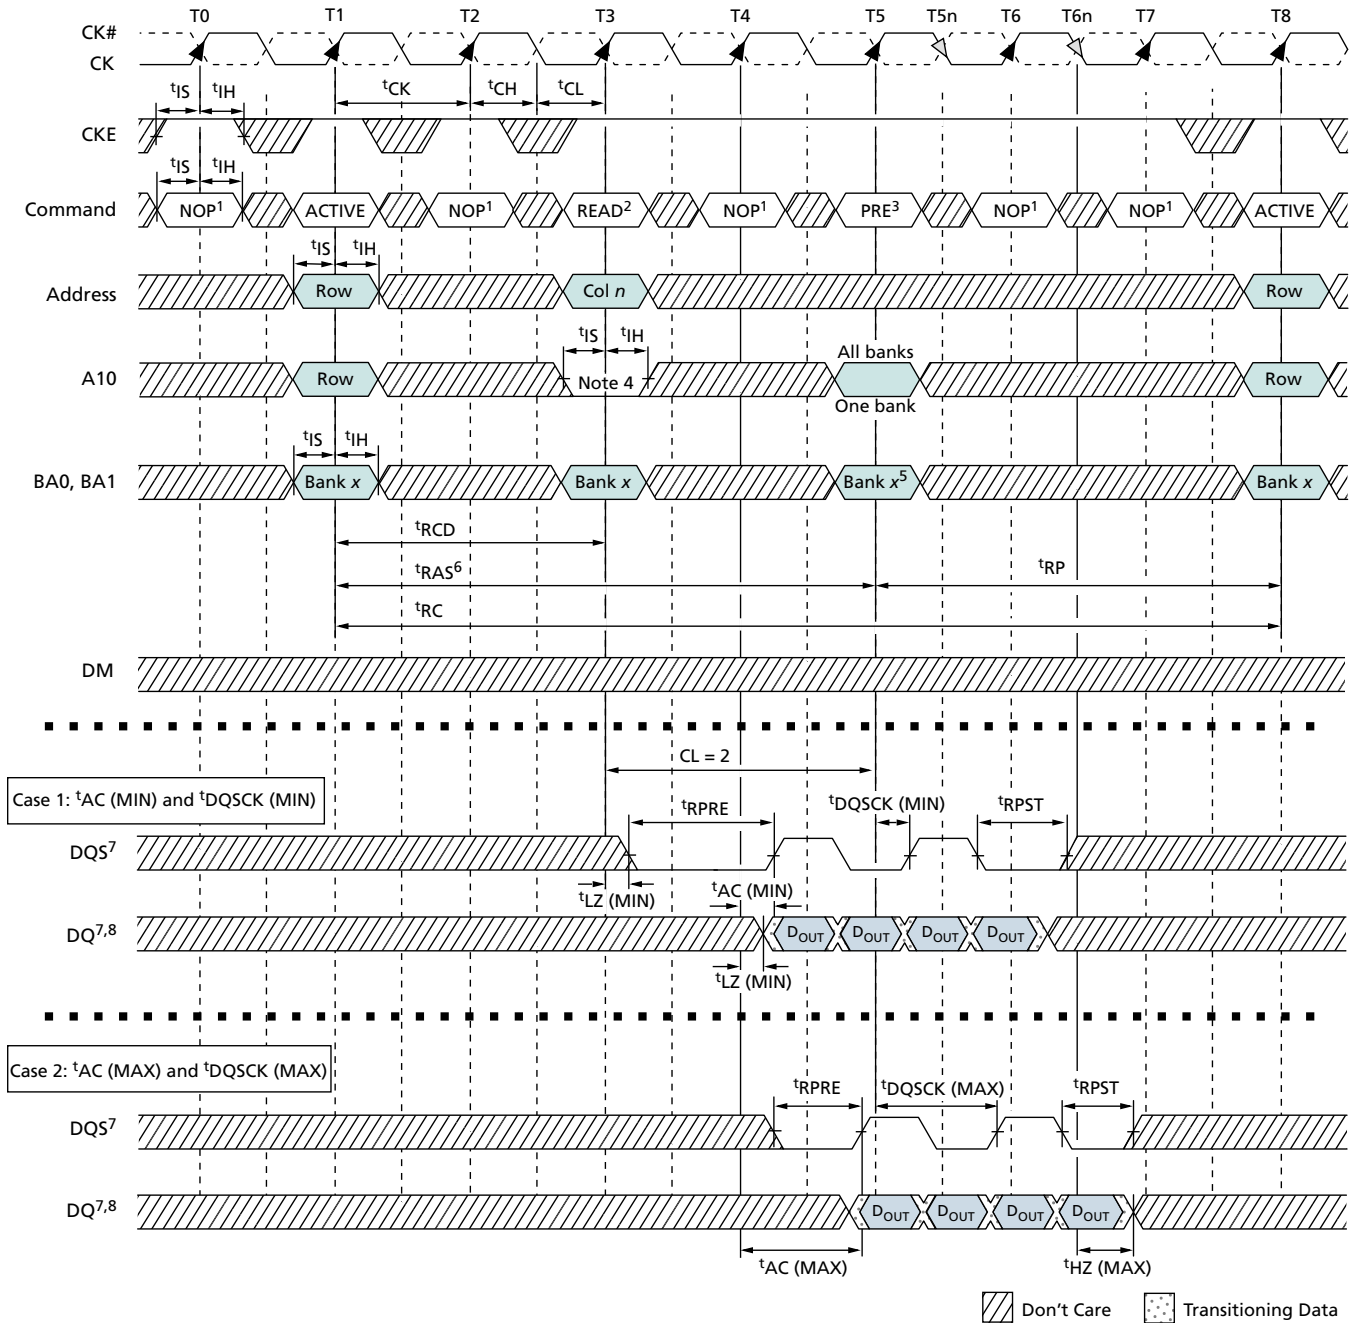 T0 T1 T2 T3 T4 T5 T5n T6 T6n T7 T8
CK#
CK
tIS tIH tCK tCH tCL
CKE
tIS tIH
Command NOP1 ACTIVE NOP1 READ2 NOP1 PRE3 NOP1 NOP1 ACTIVE
tIS tIH
Address Row Col n Row
tIS tIH
All banks
A10 Row Note 4 Row
One bank
tIS tIH
BA0, BA1 Bank x Bank x Bank x5 Bank x
tRCD
tRAS6 tRP
tRC
DM
CL = 2
Case 1: tAC (MIN) and tDQSCK (MIN)
tRPRE tDQSCK (MIN) tRPST
DQS7
tLZ (MIN) tAC (MIN)
DQ7,8 DOUT DOUT DOUT DOUT
tLZ (MIN)
Case 2: tAC (MAX) and tDQSCK (MAX)
tRPRE tDQSCK (MAX) tRPST
DQS7
DQ7,8 DOUT DOUT DOUT DOUT
tAC (MAX) tHZ (MAX)
Don't Care Transitioning Data